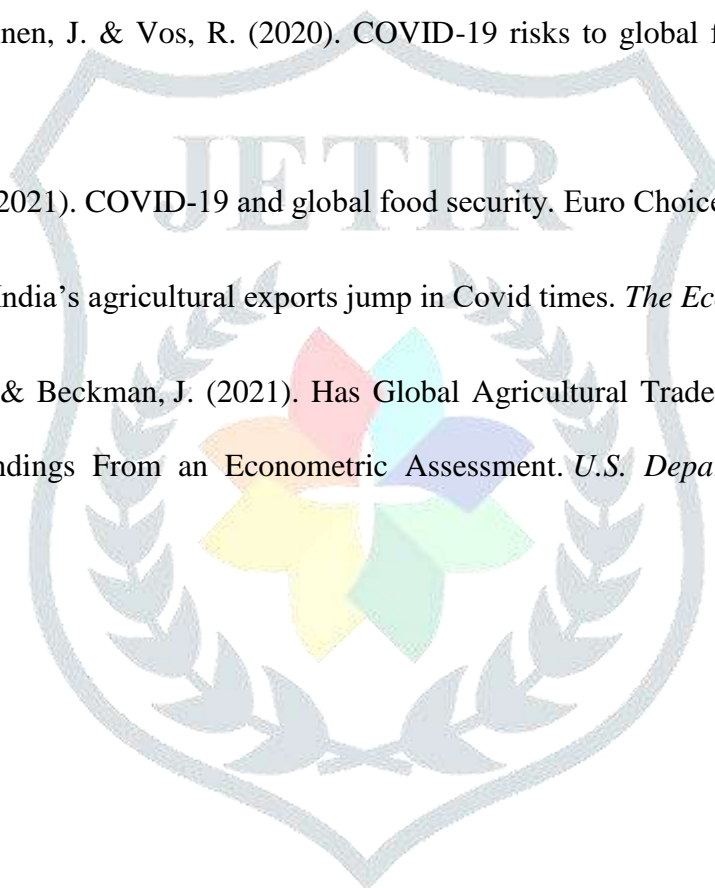 nen, J. & Vos, R. (2020). COVID-19 risks to global f
JETIR
2021). COVID-19 and global food security. Euro Choice
India’s agricultural exports jump in Covid times. The Ec
& Beckman, J. (2021). Has Global Agricultural Trade
ndings From an Econometric Assessment. U.S. Depa